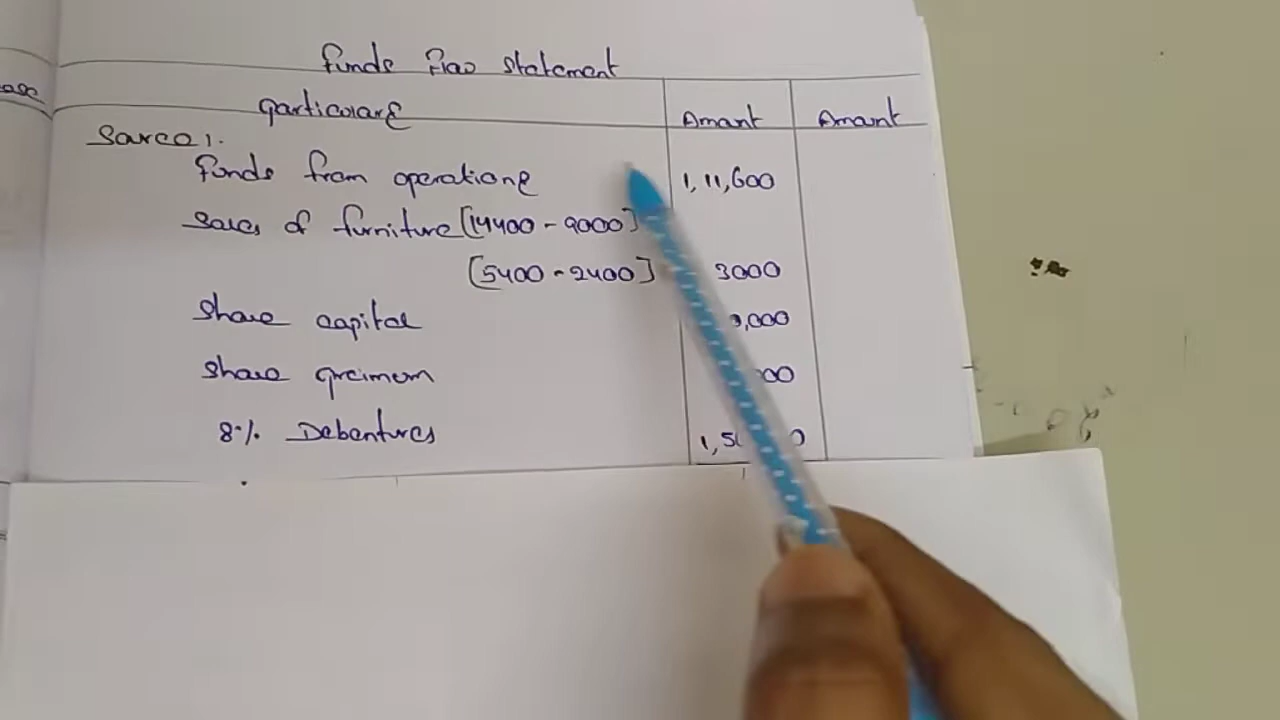 Funds Flow Statement
Particulars Amount Amount
Sources:
Funds from operations 1,11,600
Sales of furniture [14400 - 9000]
[5400 - 2400] 3000
Share capital
Share premium
8% Debentures